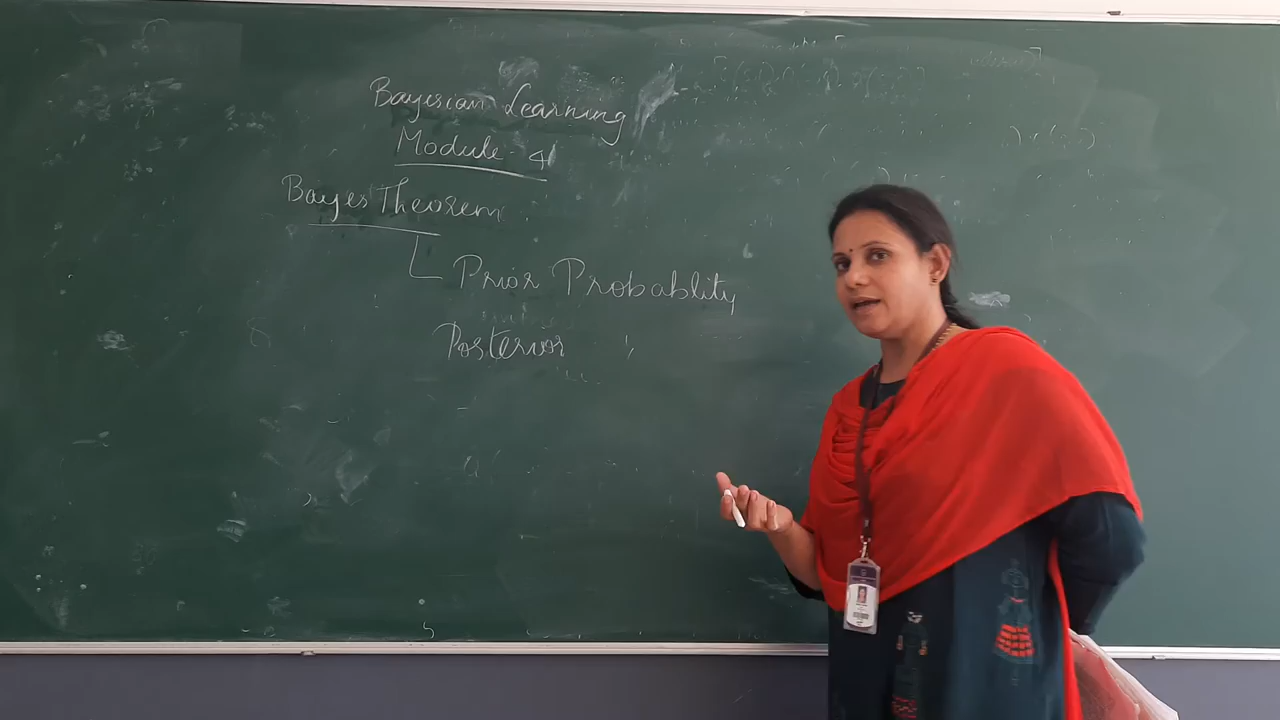 Bayesian Learning
Module - 4
Bayes Theorem
Prior Probablity
Posterior "